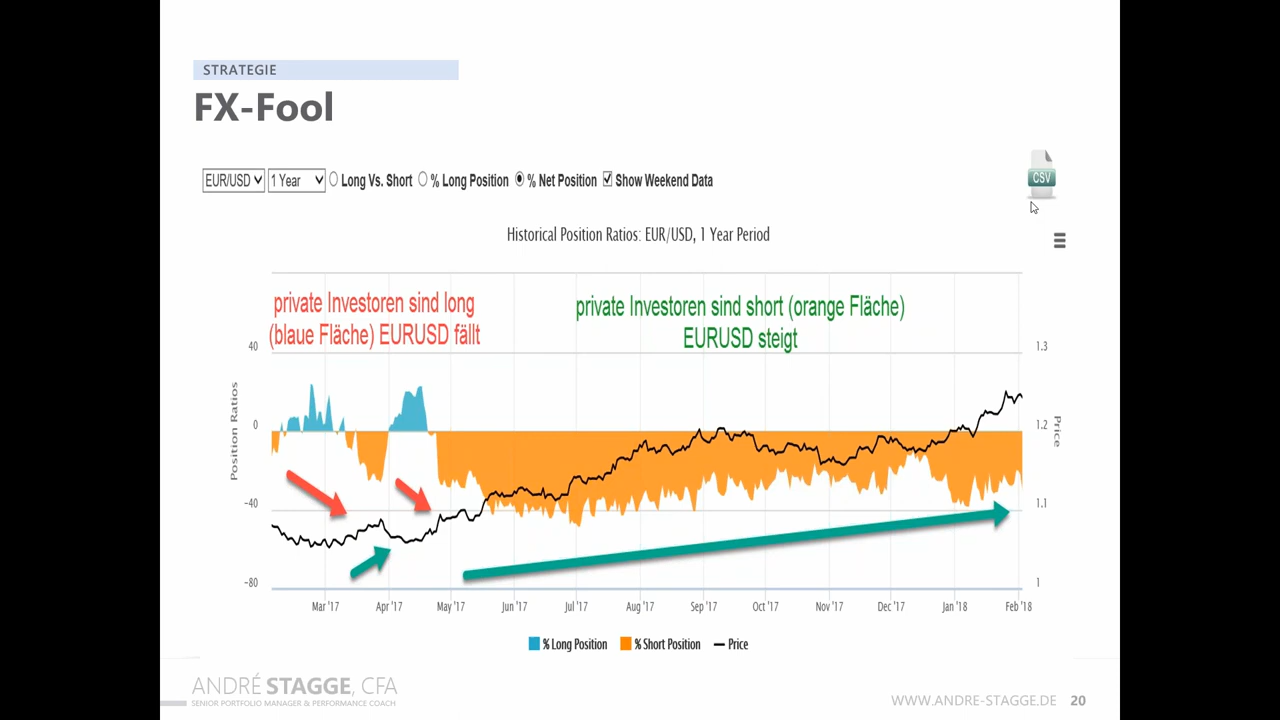 STRATEGIE
FX-Fool
EUR/USD 1 Year Long Vs. Short % Long Position % Net Position Show Weekend Data
CSV
Historical Position Ratios: EUR/USD, 1 Year Period
private Investoren sind long
(blaue Fläche) EURUSD fällt
private Investoren sind short (orange Fläche)
EURUSD steigt
40
0
-40
-80
Position Ratios
1.3
1.2
1.1
1
Price
Mar '17 Apr '17 May '17 Jun '17 Jul '17 Aug '17 Sep '17 Oct '17 Nov '17 Dec '17 Jan '18 Feb '18
% Long Position % Short Position Price
ANDRÉ STAGGE, CFA
SENIOR PORTFOLIO MANAGER & PERFORMANCE COACH
WWW.ANDRE-STAGGE.DE 20